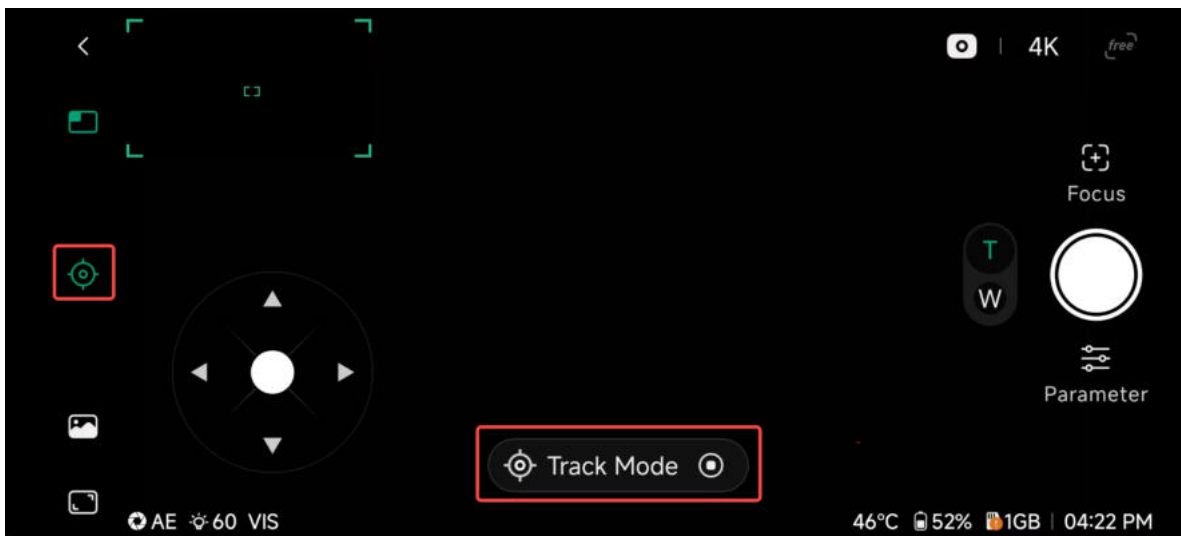 4K
free
Focus
T
W
Parameter
Track Mode
AE 60 VIS
46°C 52% 1GB 04:22 PM